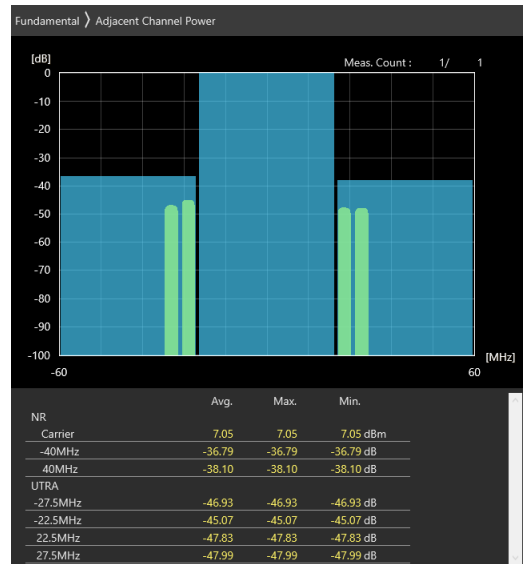 Fundamental 〉 Adjacent Channel Power
[dB]
Meas. Count : 1/ 1
0
-10
-20
-30
-40
-50
-60
-70
-80
-90
-100
[MHz]
-60 60
Avg. Max. Min.
NR
Carrier 7.05 7.05 7.05 dBm
-40MHz -36.79 -36.79 -36.79 dB
40MHz -38.10 -38.10 -38.10 dB
UTRA
-27.5MHz -46.93 -46.93 -46.93 dB
-22.5MHz -45.07 -45.07 -45.07 dB
22.5MHz -47.83 -47.83 -47.83 dB
27.5MHz -47.99 -47.99 -47.99 dB